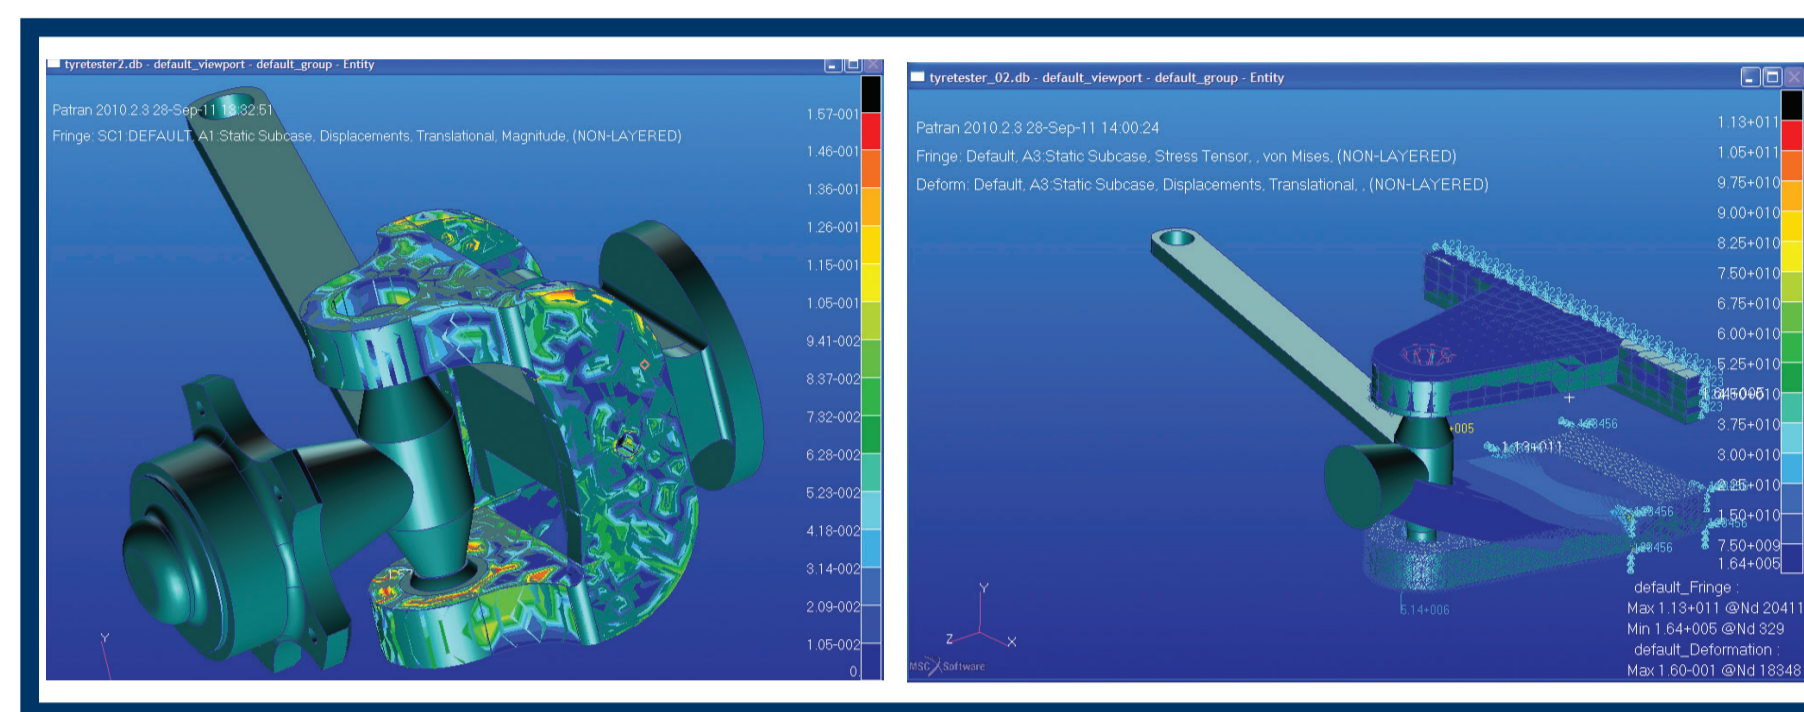 tyretester2.db - default_viewport - default_group - Entity
Patran 2010.2.3 28-Sep-11 13:32:51
Fringe: SC1:DEFAULT, A1:Static Subcase, Displacements, Translational, Magnitude, (NON-LAYERED)
1.57-001
1.46-001
1.36-001
1.26-001
1.15-001
1.05-001
9.41-002
8.37-002
7.32-002
6.28-002
5.23-002
4.18-002
3.14-002
2.09-002
1.05-002
0.
Y
tyretester_02.db - default_viewport - default_group - Entity
Patran 2010.2.3 28-Sep-11 14:00:24
Fringe: Default, A3:Static Subcase, Stress Tensor, , von Mises, (NON-LAYERED)
Deform: Default, A3:Static Subcase, Displacements, Translational, , (NON-LAYERED)
1.13+011
1.05+011
9.75+010
9.00+010
8.25+010
7.50+010
6.75+010
6.00+010
5.25+010
3.75+010
3.00+010
2.25+010
1.50+010
7.50+009
1.64+005
+005
1.13+011
5.14+006
Y
Z
X
MSC Software
default_Fringe :
Max 1.13+011 @Nd 20411
Min 1.64+005 @Nd 329
default_Deformation :
Max 1.60-001 @Nd 18348